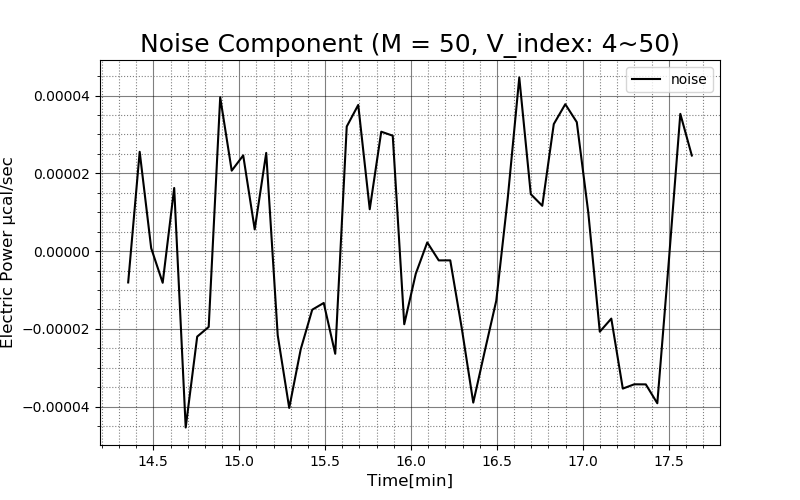 Noise Component (M = 50, V_index: 4~50)
noise
0.00004
0.00002
0.00000
−0.00002
−0.00004
Electric Power μcal/sec
14.5 15.0 15.5 16.0 16.5 17.0 17.5
Time[min]